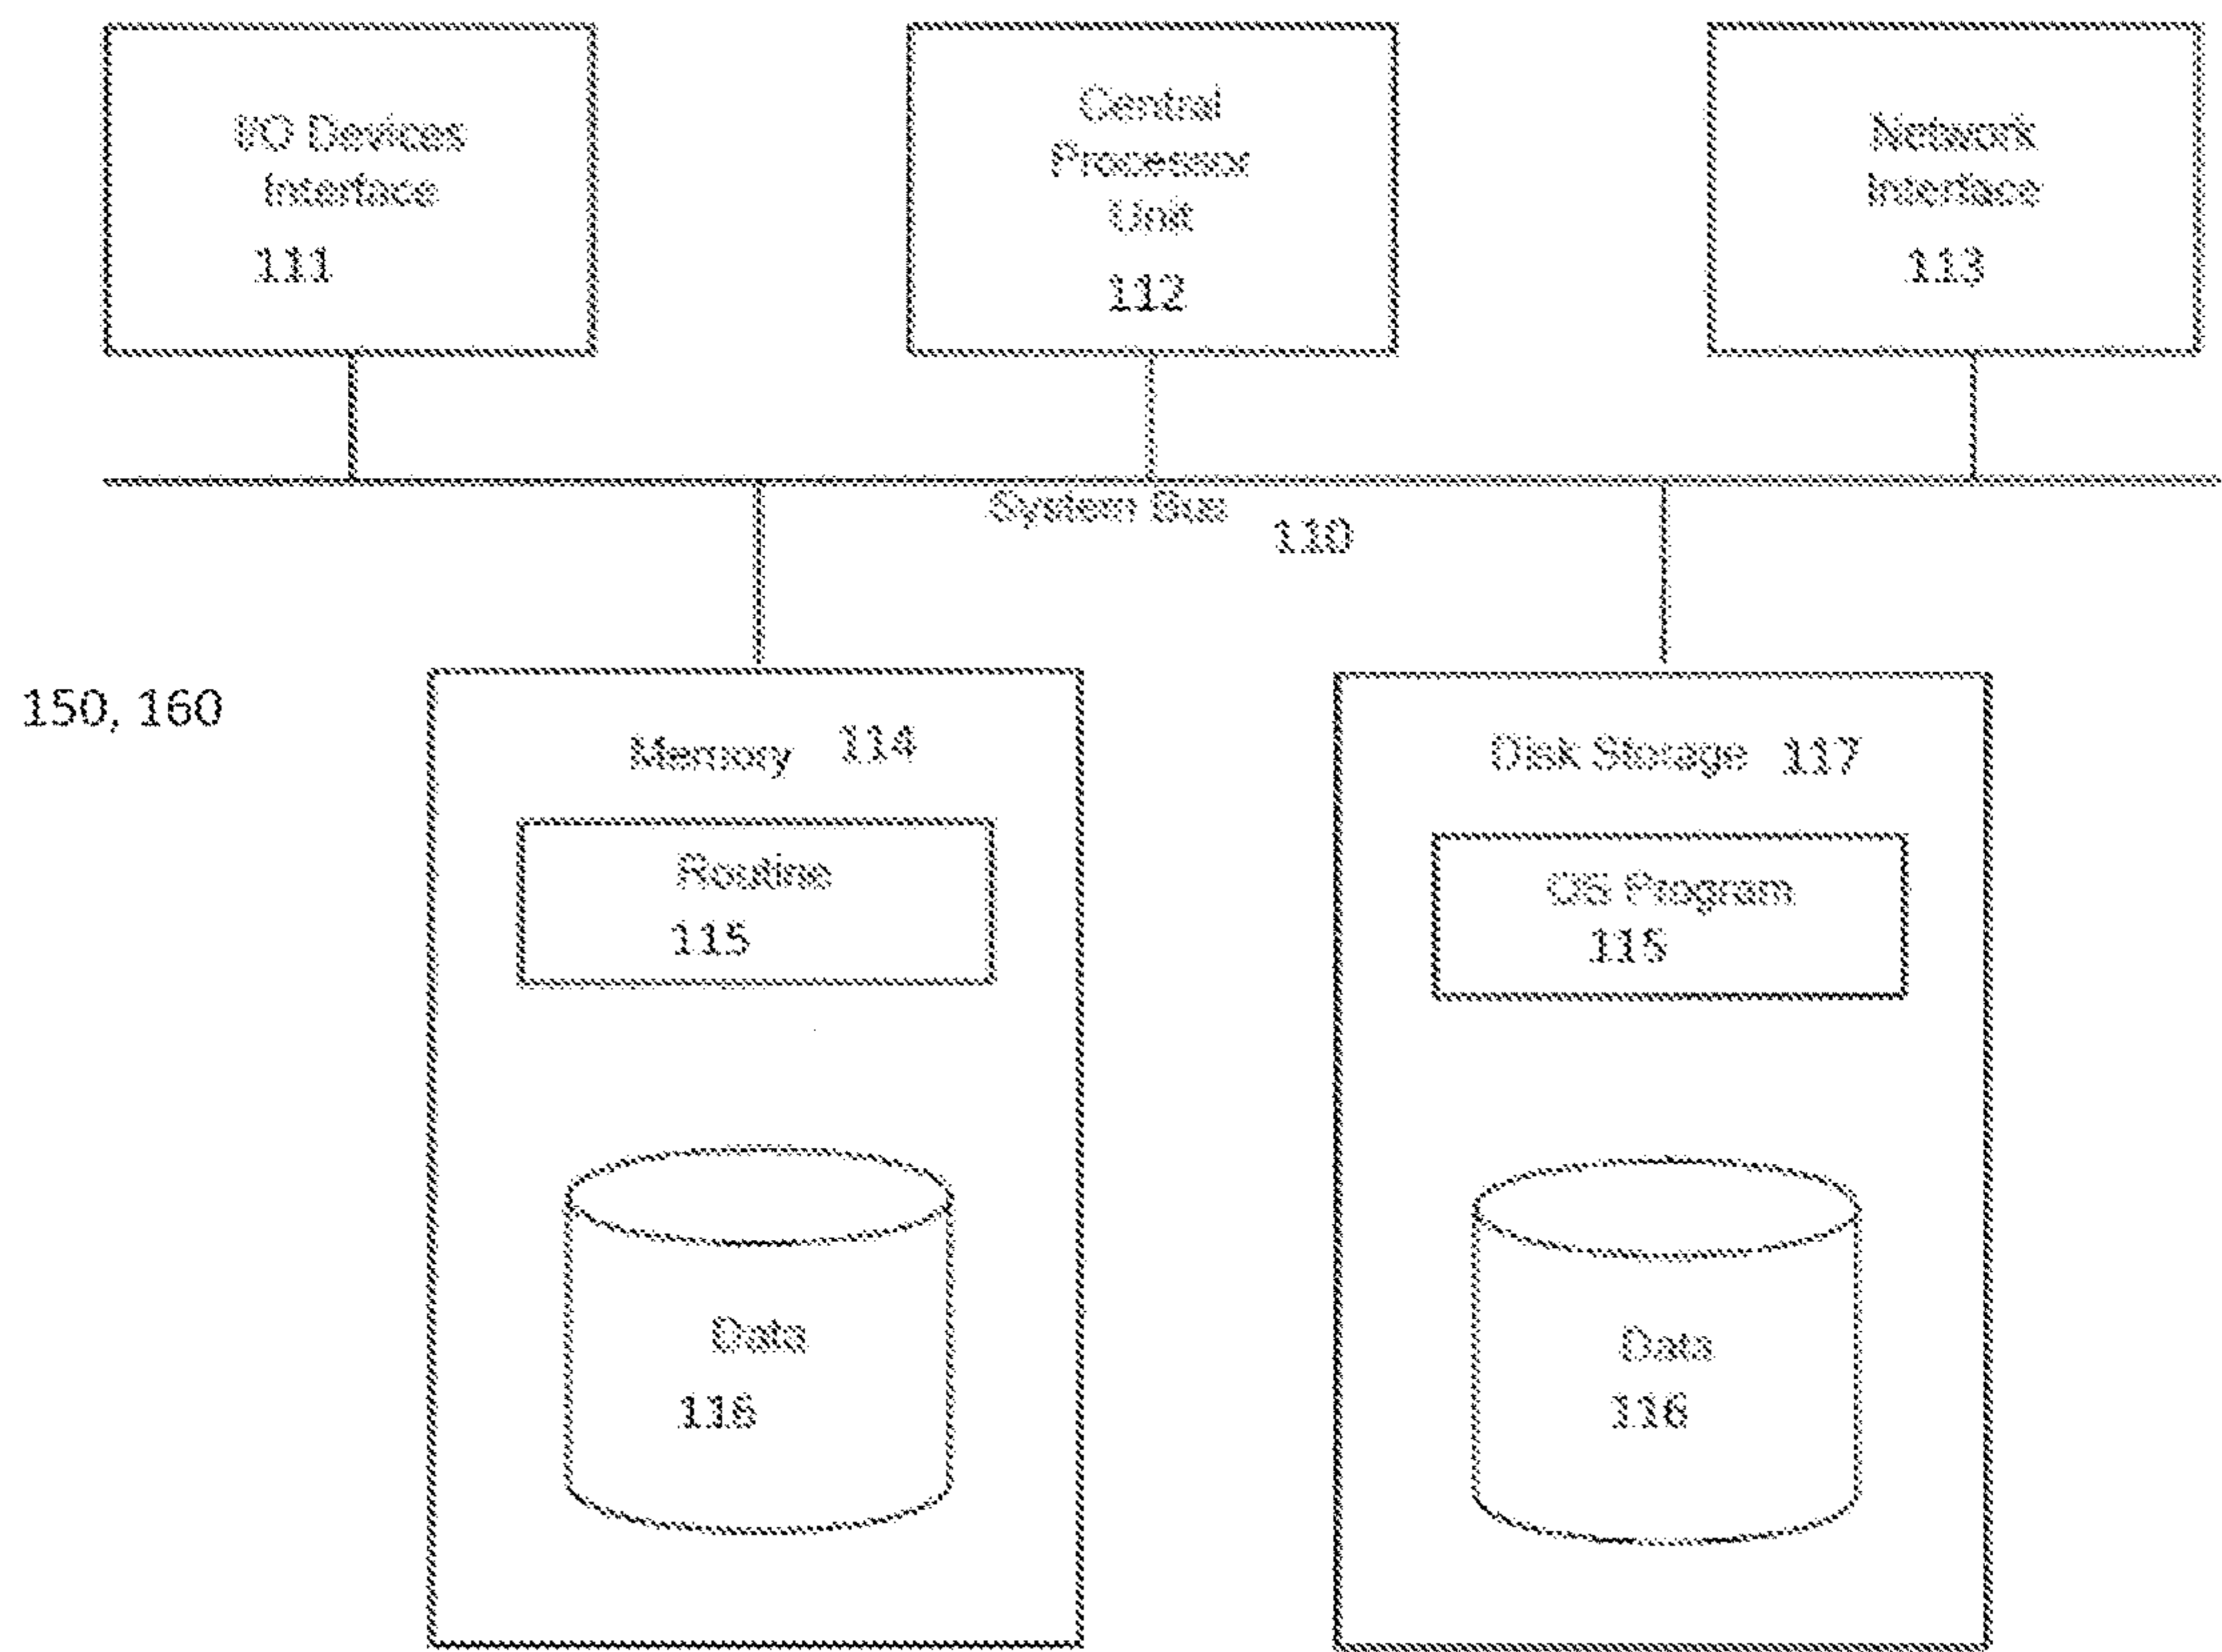 I/O Devices
Interface
111
Central
Processor
Unit
112
Network
Interface
113
System Bus
110
150, 160
Memory 114
Routine
115
Data
116
Disk Storage 117
OS Program
115
Data
116